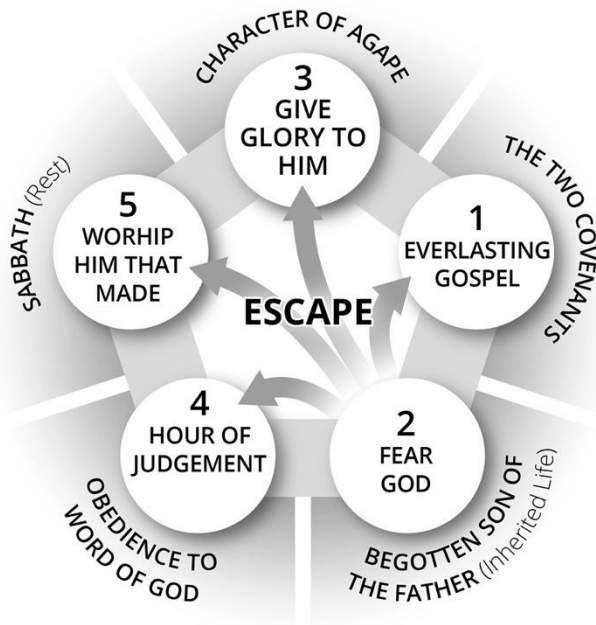 CHARACTER OF AGAPE
3
GIVE
GLORY TO
HIM
THE TWO COVENANTS
1
EVERLASTING
GOSPEL
SABBATH (Rest)
5
WORHIP
HIM THAT
MADE
ESCAPE
4
HOUR OF
JUDGEMENT
OBEDIENCE TO
WORD OF GOD
2
FEAR
GOD
BEGOTTEN SON OF
THE FATHER (Inherited Life)